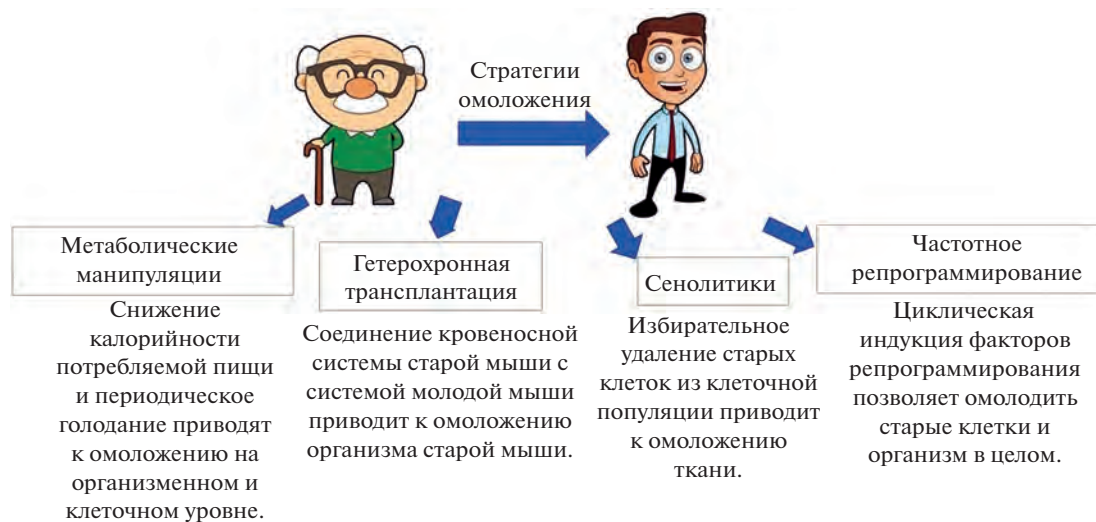 Стратегии
омоложения
Метаболические
манипуляции
Снижение
калорийности
потребляемой пищи
и периодическое
голодание приводят
к омоложению на
организменном и
клеточном уровне.
Гетерохронная
трансплантация
Соединение кровеносной
системы старой мыши с
системой молодой мыши
приводит к омоложению
организма старой мыши.
Сенолитики
Избирательное
удаление старых
клеток из клеточной
популяции приводит
к омоложению
ткани.
Частотное
репрограммирование
Циклическая
индукция факторов
репрограммирования
позволяет омолодить
старые клетки и
организм в целом.